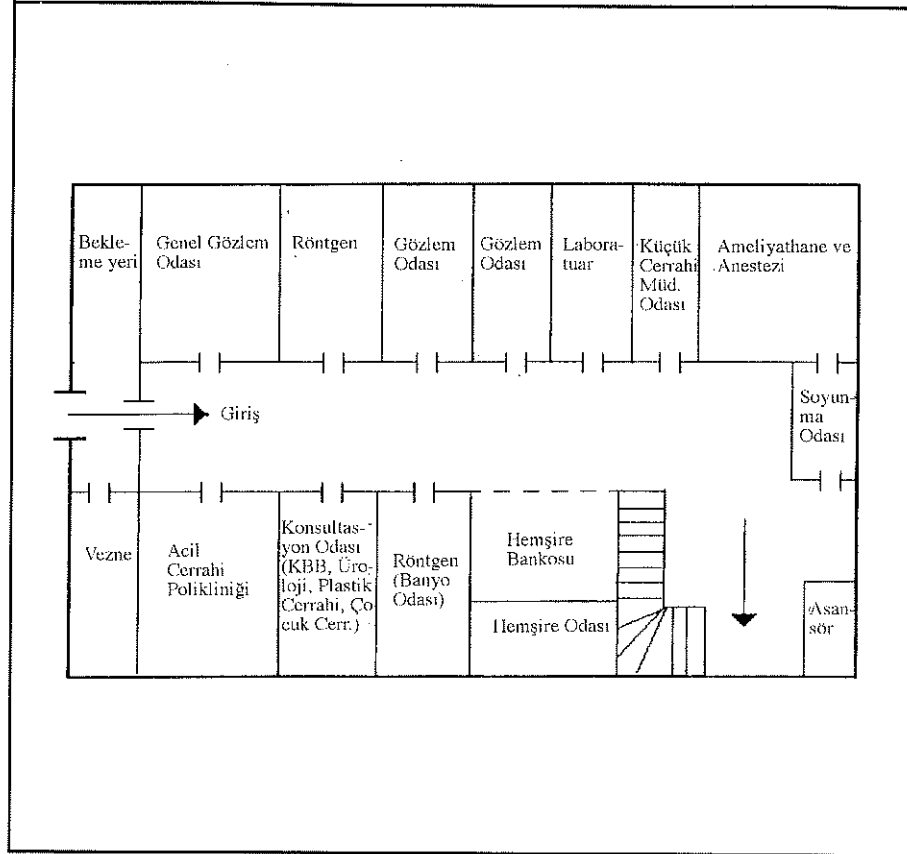 Bekle-
me yeri
Genel Gözlem
Odası
Röntgen
Gözlem
Odası
Gözlem
Odası
Labora-
tuar
Küçük
Cerrahi
Müd.
Odası
Ameliyathane ve
Anestezi
Giriş
Soyun-
ma
Odası
Vezne
Acil
Cerrahi
Polikliniği
Konsultas-
yon Odası
(KBB, Üro-
loji, Plastik
Cerrahi, Ço
cuk Cerr.)
Röntgen
(Banyo
Odası)
Hemşire
Bankosu
Hemşire Odası
Asan-
sör